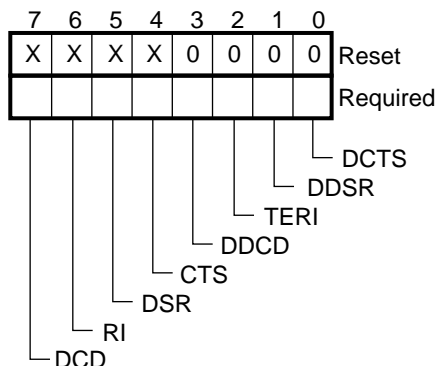 7 6 5 4 3 2 1 0
X X X X 0 0 0 0 Reset
Required
DCTS
DDSR
TERI
DDCD
CTS
DSR
RI
DCD